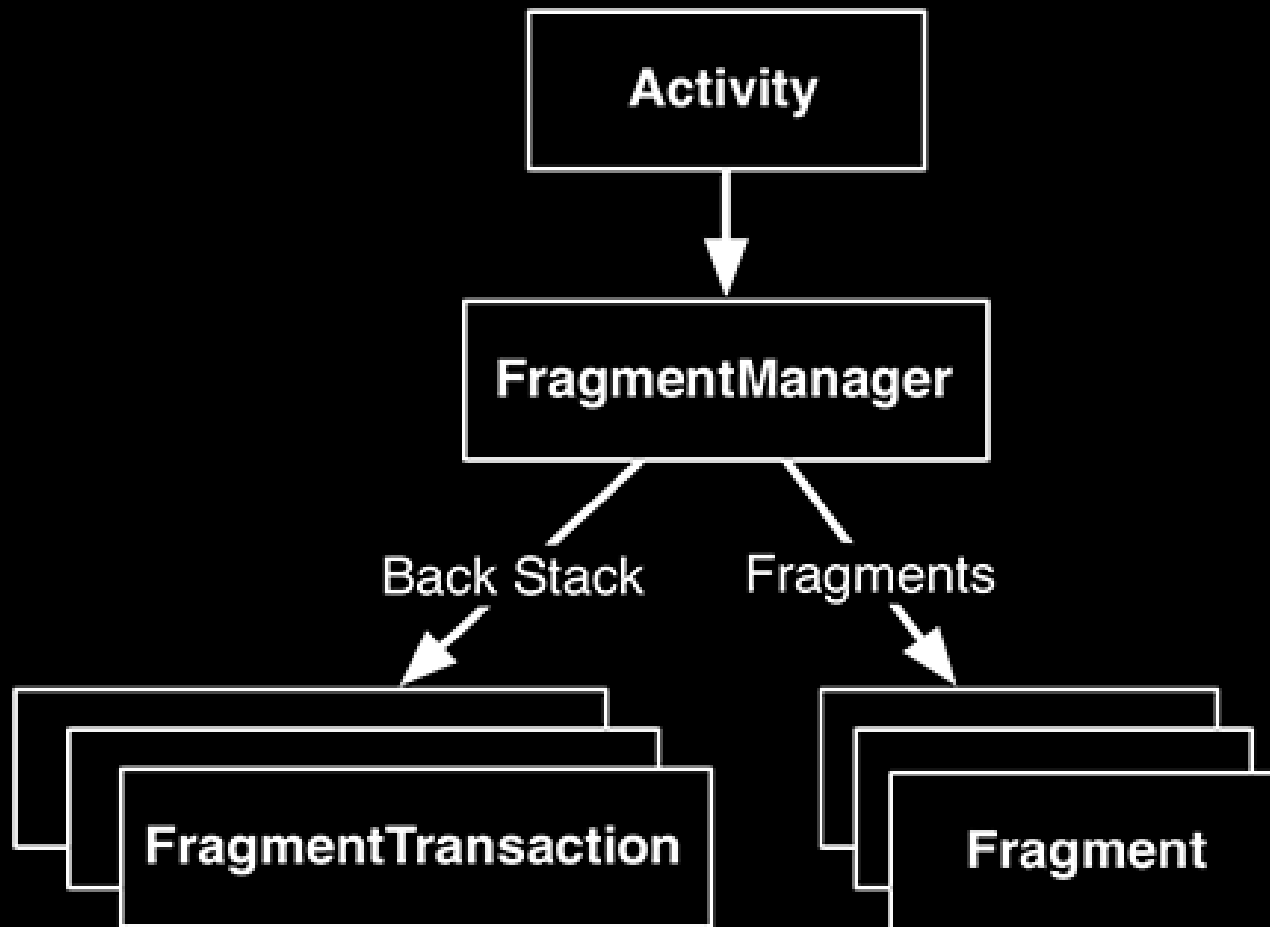 Activity
FragmentManager
Back Stack
Fragments
FragmentTransaction
Fragment